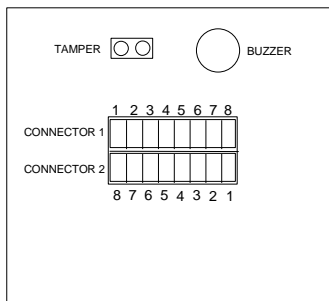 TAMPER
BUZZER
1 2 3 4 5 6 7 8
CONNECTOR 1
CONNECTOR 2
8 7 6 5 4 3 2 1